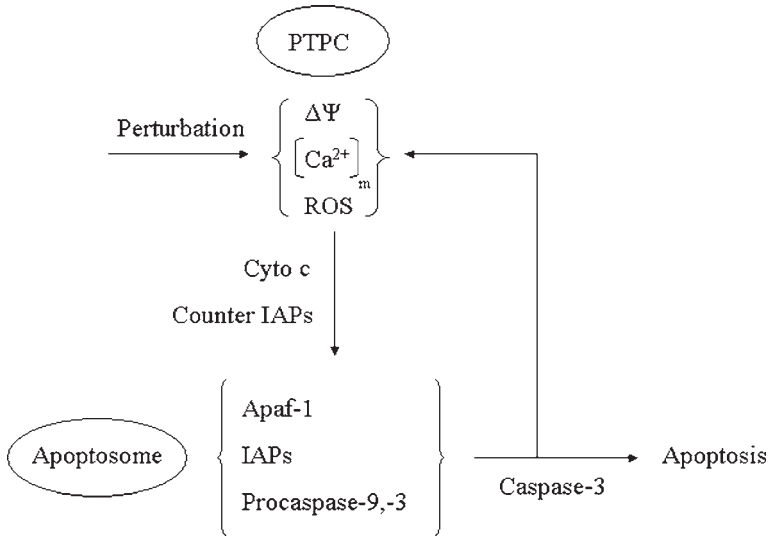 PTPC
Perturbation
ΔΨ
[Ca²⁺]m
ROS
Cyto c
Counter IAPs
Apoptosome
Apaf-1
IAPs
Procaspase-9,-3
Caspase-3
Apoptosis